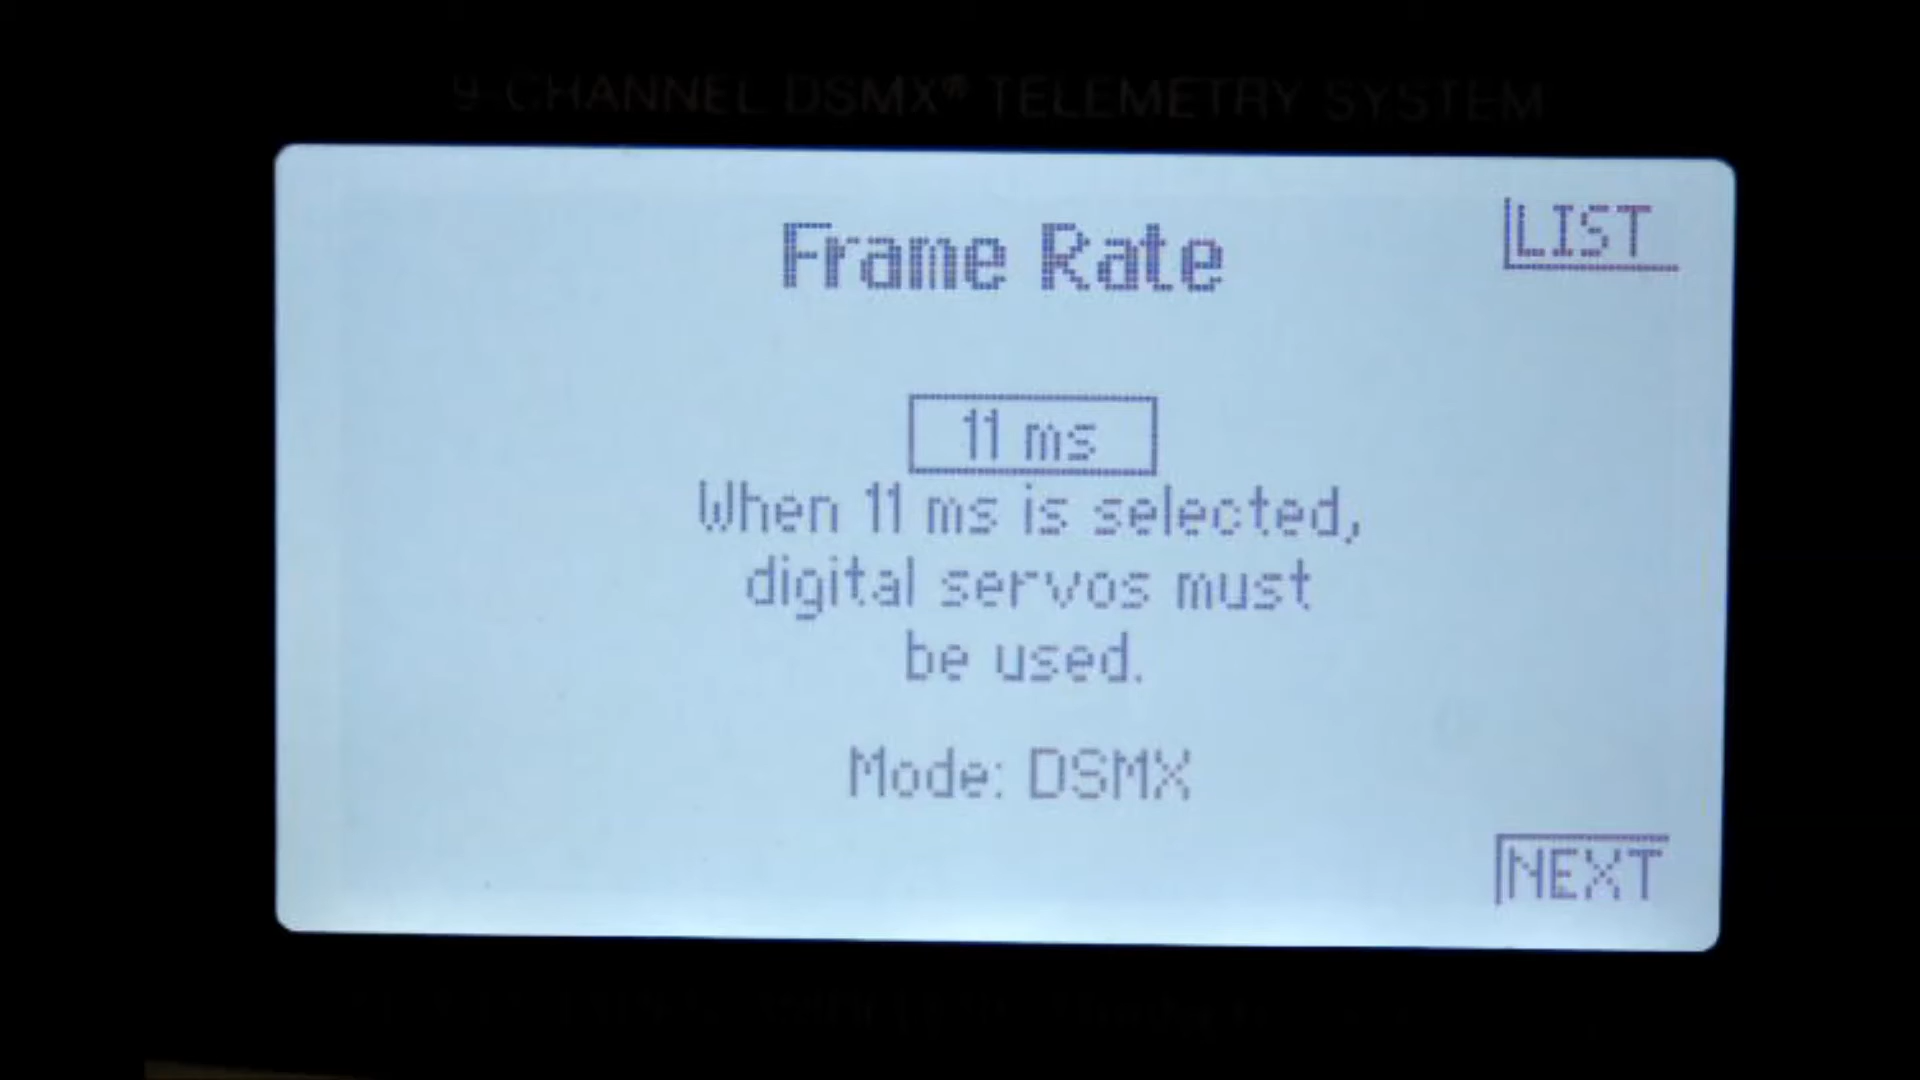 9-CHANNEL DSMX® TELEMETRY SYSTEM
Frame Rate
LIST
11 ms
When 11 ms is selected,
digital servos must
be used.
Mode: DSMX
NEXT